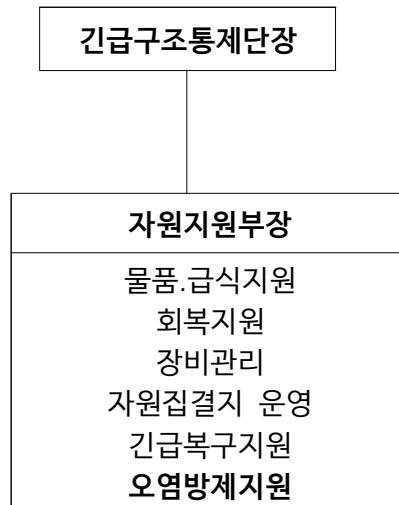 긴급구조통제단장
자원지원부장
물품.급식지원
회복지원
장비관리
자원집결지 운영
긴급복구지원
오염방제지원